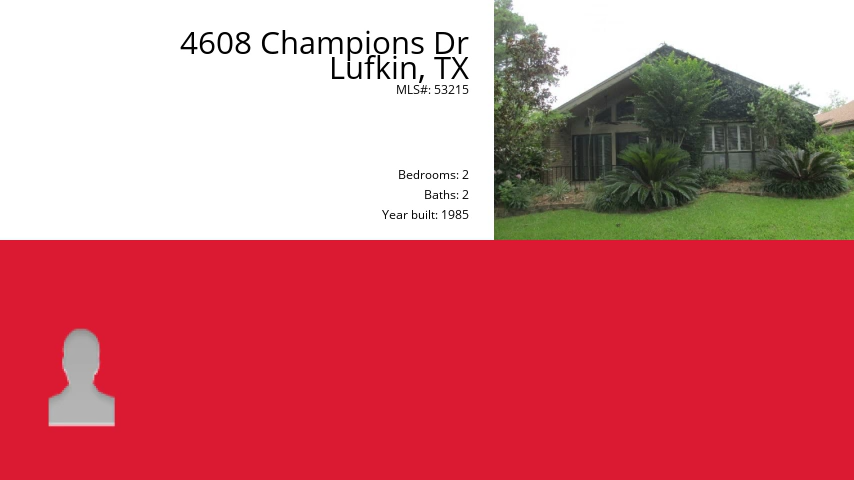 4608 Champions Dr
Lufkin, TX
MLS#: 53215
Bedrooms: 2
Baths: 2
Year built: 1985